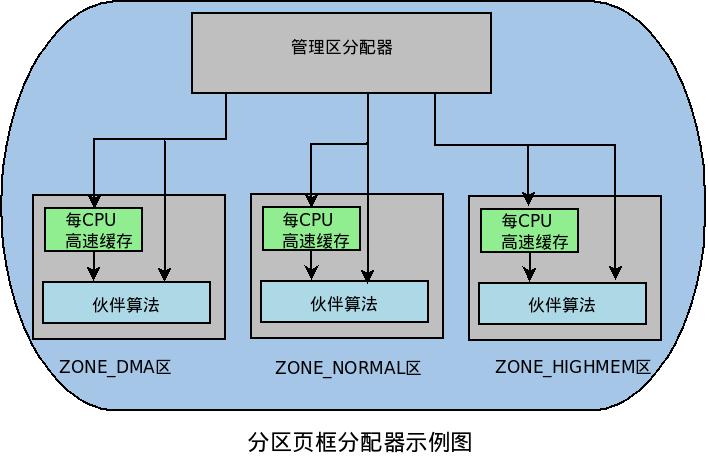 管理区分配器
每CPU
高速缓存
每CPU
高速缓存
每CPU
高速缓存
伙伴算法
伙伴算法
伙伴算法
ZONE_DMA区
ZONE_NORMAL区
ZONE_HIGHMEM区
分区页框分配器示例图